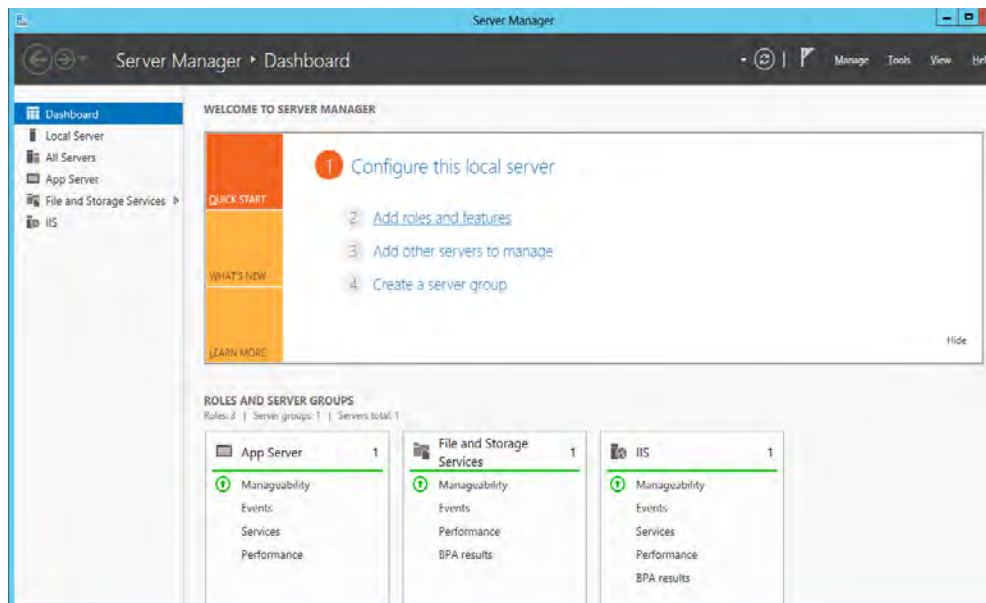 Server Manager
Server Manager ‣ Dashboard
Manage Tools View Hel
Dashboard
Local Server
All Servers
App Server
File and Storage Services
IIS
WELCOME TO SERVER MANAGER
QUICK START
WHAT'S NEW
LEARN MORE
1 Configure this local server
2 Add roles and features
3 Add other servers to manage
4 Create a server group
Hide
ROLES AND SERVER GROUPS
Roles: 3 | Server groups: 1 | Servers total: 1
App Server 1
Manageability
Events
Services
Performance
File and Storage
Services 1
Manageability
Events
Performance
BPA results
IIS 1
Manageability
Events
Services
Performance
BPA results